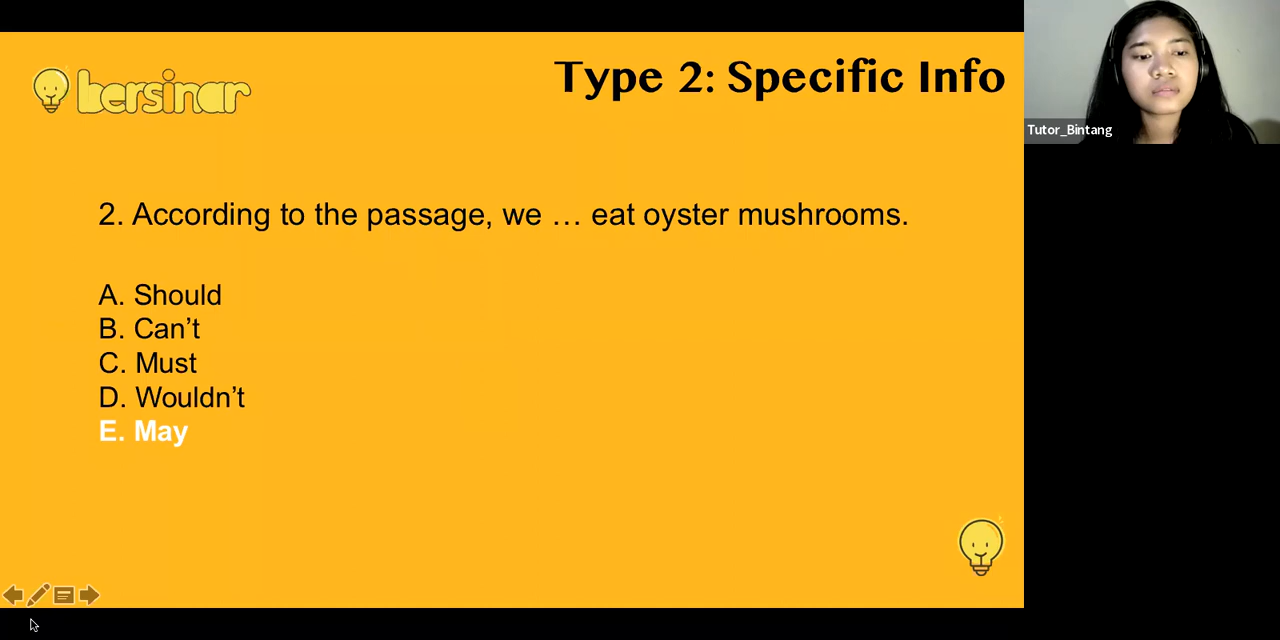 bersinar
Type 2: Specific Info
Tutor_Bintang
2. According to the passage, we … eat oyster mushrooms.
A. Should
B. Can’t
C. Must
D. Wouldn’t
E. May